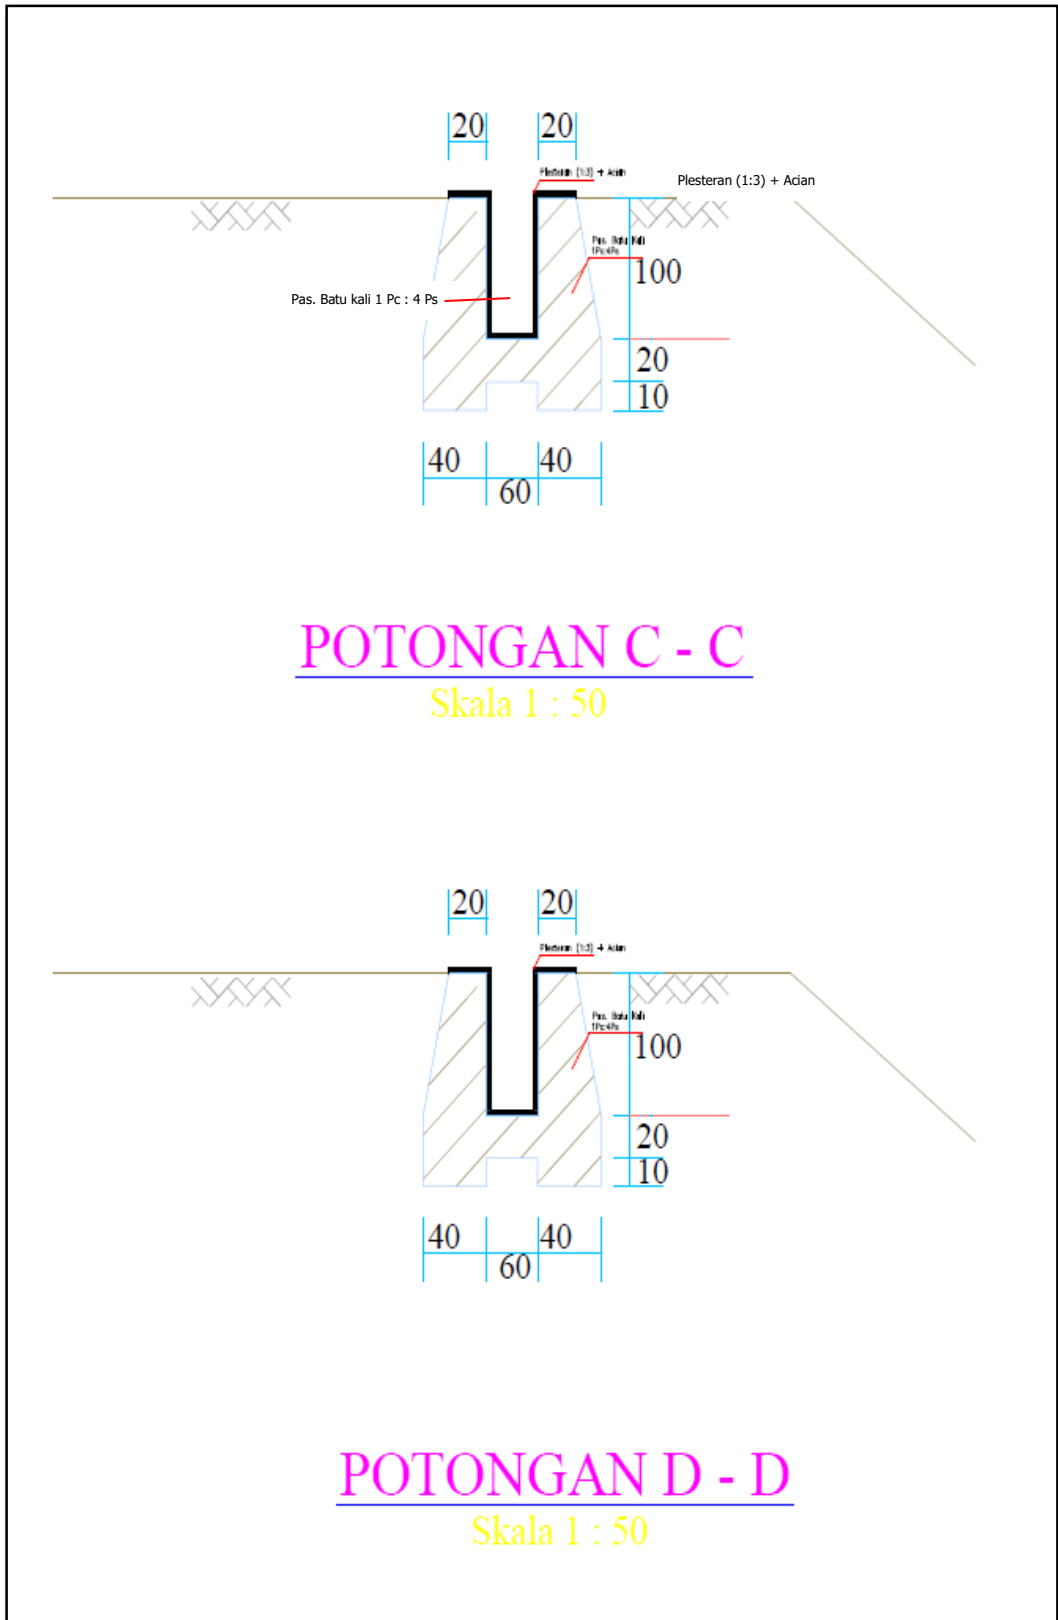 20 20
Plesteran (1:3) + Acian
Plesteran (1:3) + Acian
Pas. Batu Kali
1Pc:4Ps
100
Pas. Batu kali 1 Pc : 4 Ps
20
10
40 40
60
POTONGAN C - C
Skala 1 : 50
20 20
Plesteran (1:3) + Acian
Pas. Batu Kali
1Pc:4Ps
100
20
10
40 40
60
POTONGAN D - D
Skala 1 : 50